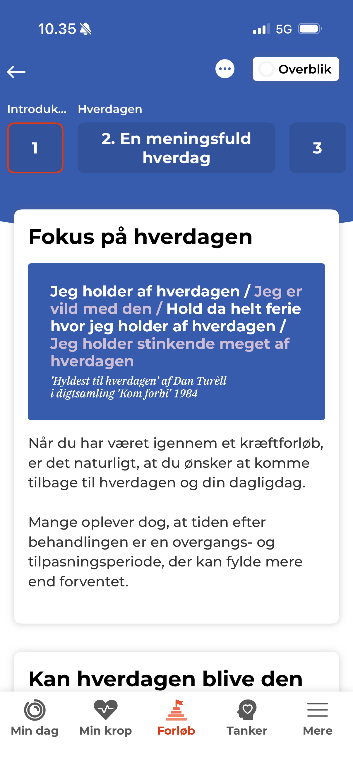 10.35
5G
Overblik
Introduk...
Hverdagen
1
2. En meningsfuld
hverdag
3
Fokus på hverdagen
Jeg holder af hverdagen / Jeg er
vild med den / Hold da helt ferie
hvor jeg holder af hverdagen /
Jeg holder stinkende meget af
hverdagen
'Hyldest til hverdagen' af Dan Turèll
i digtsamling 'Kom forbi' 1984
Når du har været igennem et kræftforløb,
er det naturligt, at du ønsker at komme
tilbage til hverdagen og din dagligdag.
Mange oplever dog, at tiden efter
behandlingen er en overgangs- og
tilpasningsperiode, der kan fylde mere
end forventet.
Kan hverdagen blive den
Min dag
Min krop
Forløb
Tanker
Mere